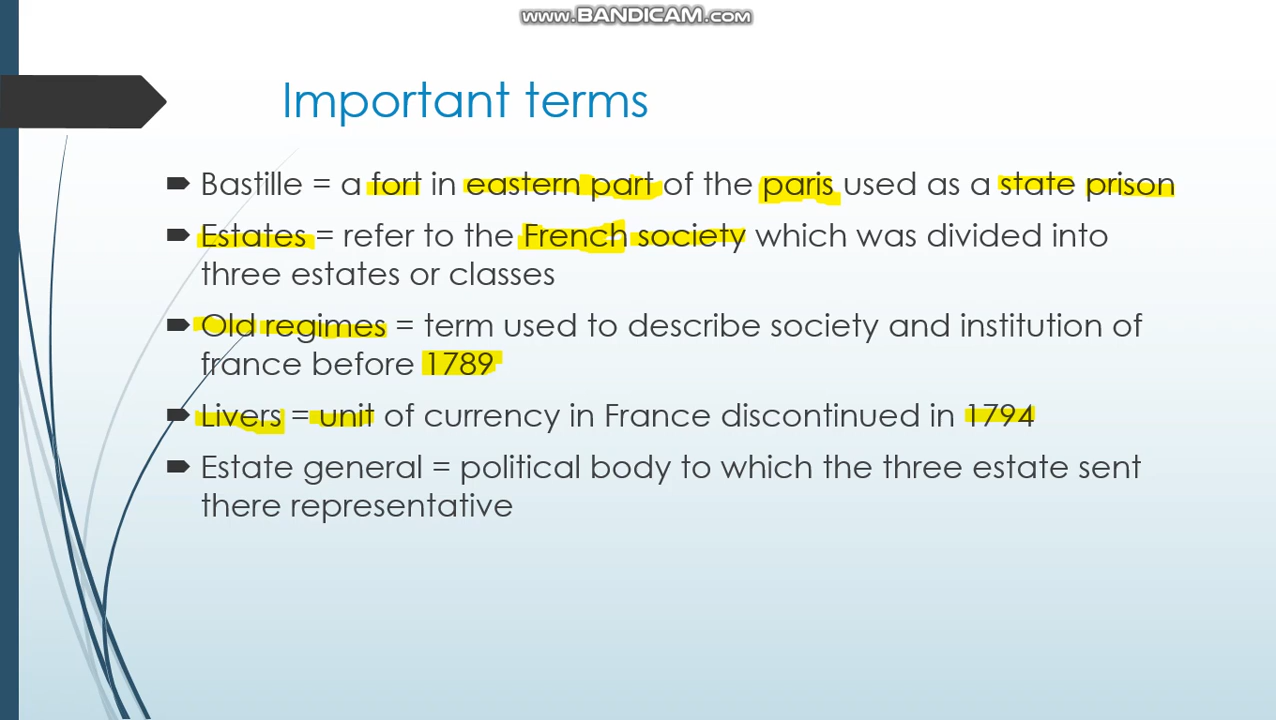 www.BANDICAM.com
Important terms
Bastille = a fort in eastern part of the paris used as a state prison
Estates = refer to the French society which was divided into
three estates or classes
Old regimes = term used to describe society and institution of
france before 1789
Livers = unit of currency in France discontinued in 1794
Estate general = political body to which the three estate sent
there representative